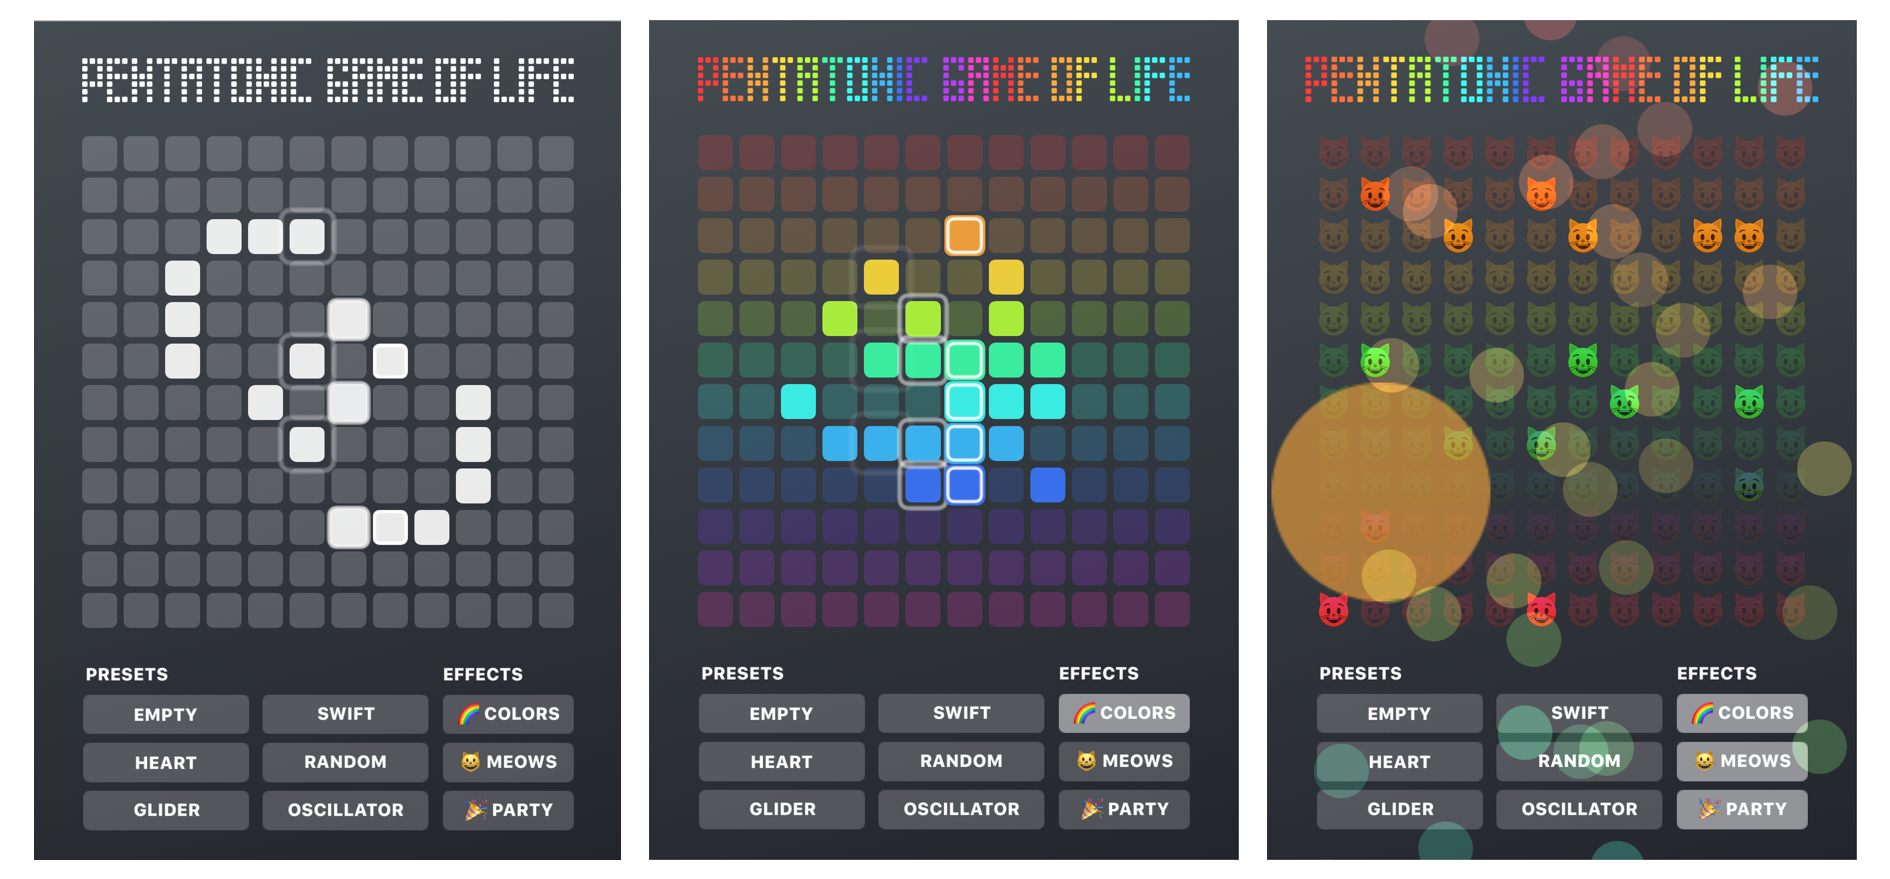 PENTATONIC GAME OF LIFE
PRESETS EFFECTS
EMPTY SWIFT 🌈 COLORS
HEART RANDOM 😺 MEOWS
GLIDER OSCILLATOR 🎉 PARTY
PENTATONIC GAME OF LIFE
PRESETS EFFECTS
EMPTY SWIFT 🌈 COLORS
HEART RANDOM 😺 MEOWS
GLIDER OSCILLATOR 🎉 PARTY
PENTATONIC GAME OF LIFE
PRESETS EFFECTS
EMPTY SWIFT 🌈 COLORS
HEART RANDOM 😺 MEOWS
GLIDER OSCILLATOR 🎉 PARTY